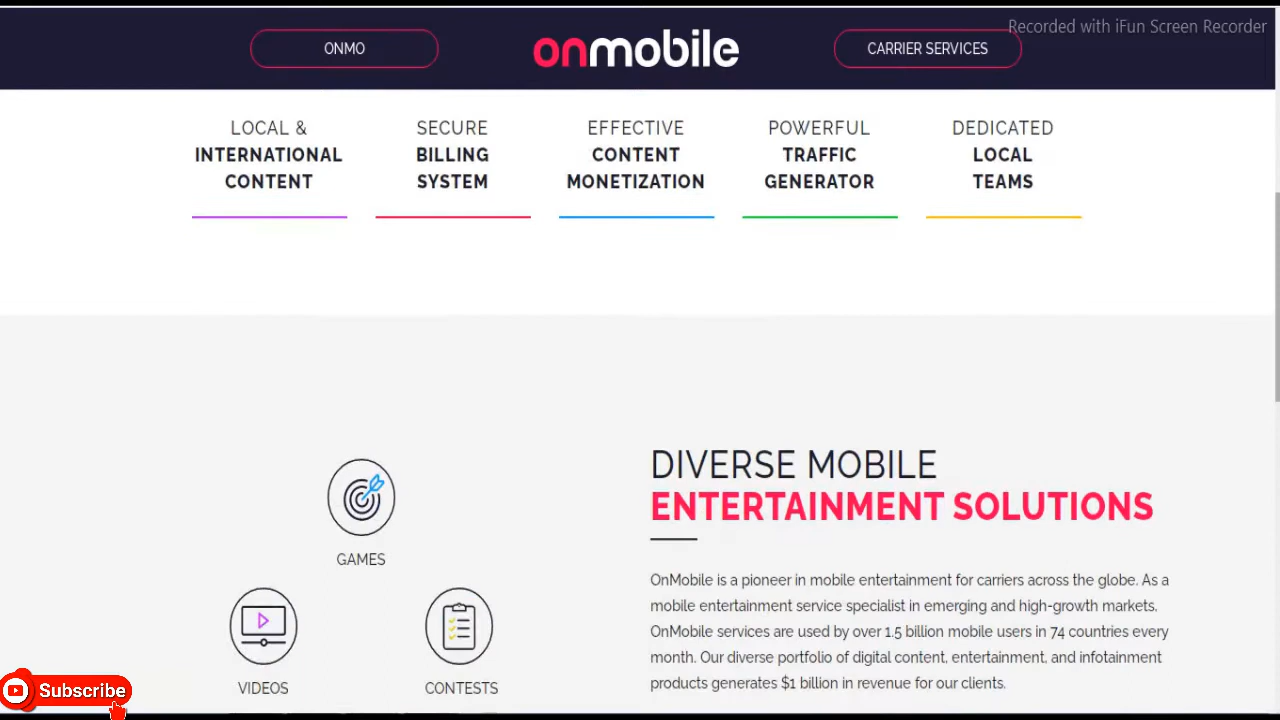 Recorded with iFun Screen Recorder
ONMO
onmobile
CARRIER SERVICES
LOCAL &
INTERNATIONAL
CONTENT
SECURE
BILLING
SYSTEM
EFFECTIVE
CONTENT
MONETIZATION
POWERFUL
TRAFFIC
GENERATOR
DEDICATED
LOCAL
TEAMS
GAMES
VIDEOS
CONTESTS
DIVERSE MOBILE
ENTERTAINMENT SOLUTIONS
OnMobile is a pioneer in mobile entertainment for carriers across the globe. As a
mobile entertainment service specialist in emerging and high-growth markets.
OnMobile services are used by over 1.5 billion mobile users in 74 countries every
month. Our diverse portfolio of digital content, entertainment, and infotainment
products generates $1 billion in revenue for our clients.
Subscribe